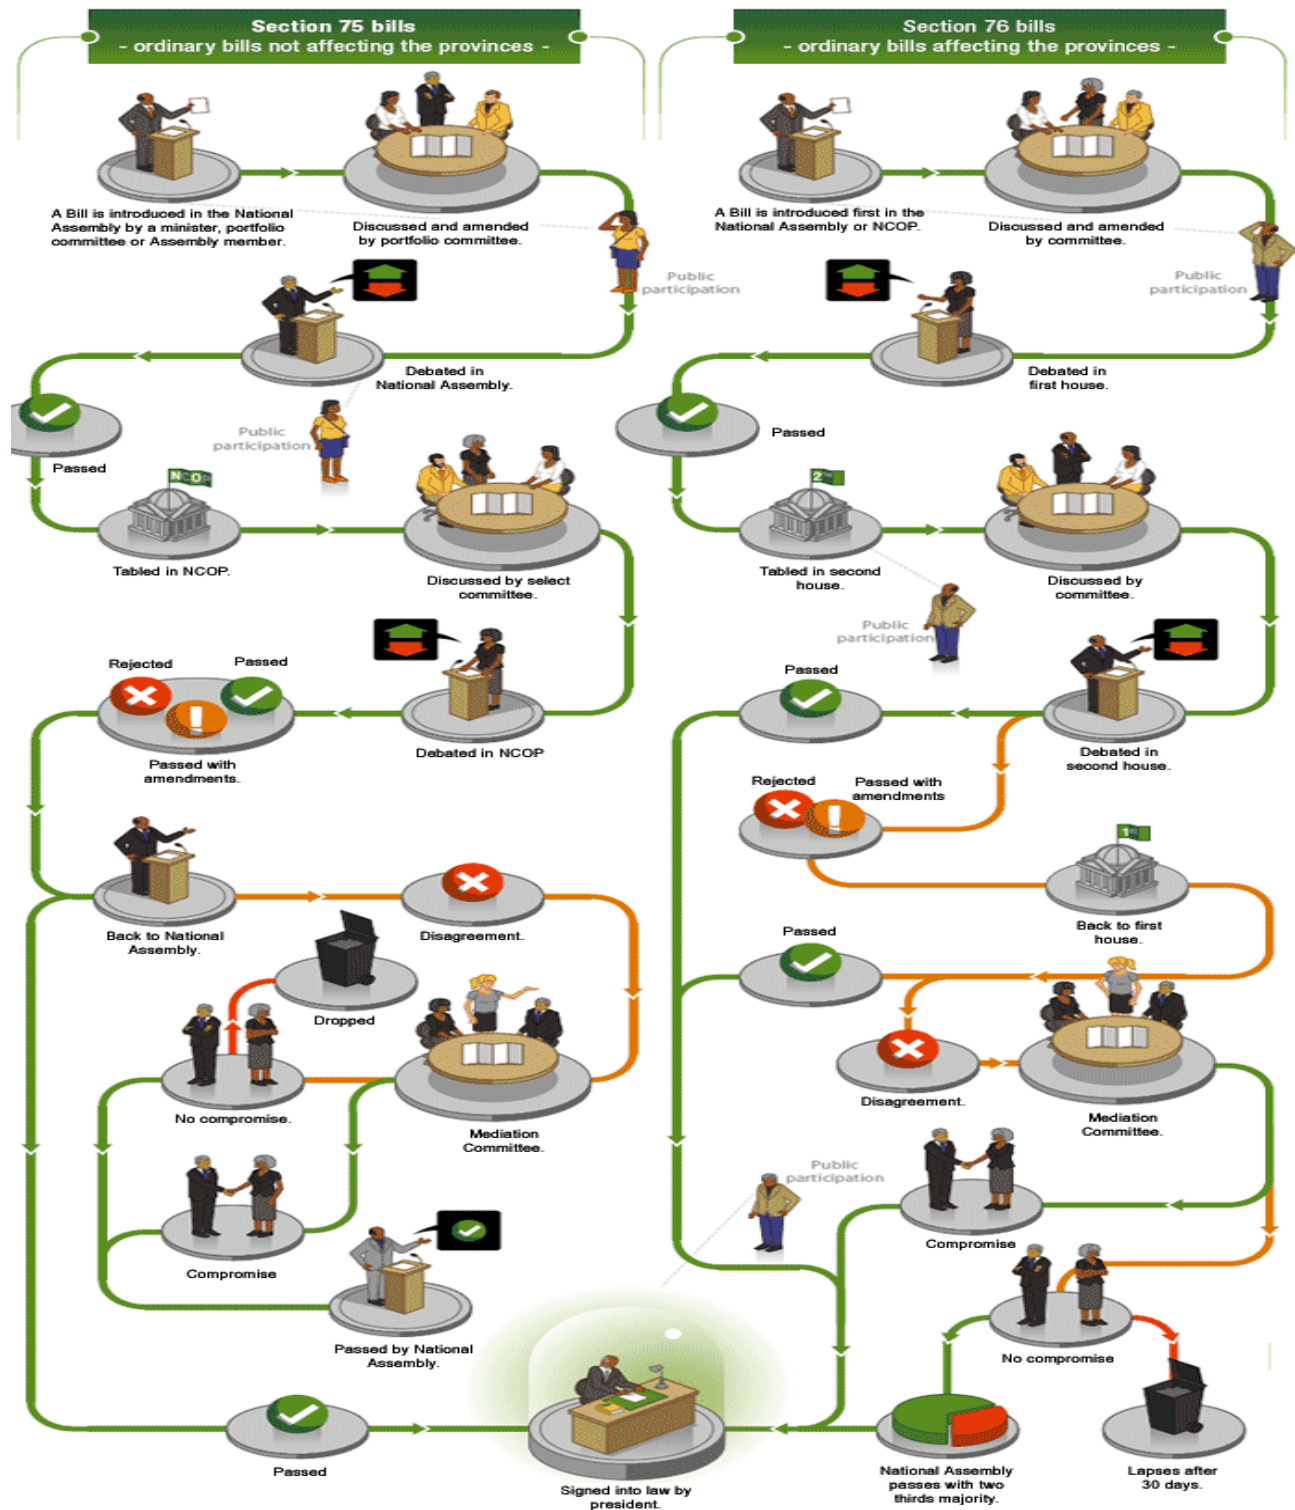 Section 75 bills
- ordinary bills not affecting the provinces -
A Bill is introduced in the National
Assembly by a minister, portfolio
committee or Assembly member.
Discussed and amended
by portfolio committee.
Public
participation
Debated in
National Assembly.
Public
participation
Passed
NCOP
Tabled in NCOP.
Discussed by select
committee.
Rejected
Passed
Passed with
amendments.
Debated in NCOP
Back to National
Assembly.
Disagreement.
Dropped
No compromise.
Mediation
Committee.
Compromise
Passed by National
Assembly.
Passed
Signed into law by
president.
Section 76 bills
- ordinary bills affecting the provinces -
A Bill is introduced first in the
National Assembly or NCOP.
Discussed and amended
by committee.
Public
participation
Debated in
first house.
Passed
Tabled in second
house.
Discussed by
committee.
Public
participation
Passed
Debated in
second house.
Rejected
Passed with
amendments
Back to first
house.
Passed
Disagreement.
Mediation
Committee.
Public
participation
Compromise
No compromise
National Assembly
passes with two
thirds majority.
Lapses after
30 days.